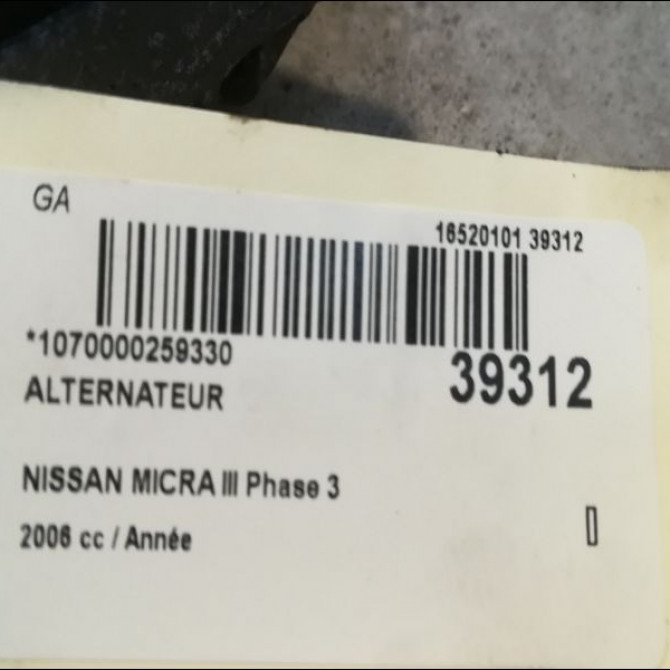 GA
16520101 39312
*1070000259330
39312
ALTERNATEUR
NISSAN MICRA III Phase 3
2006 cc / Année